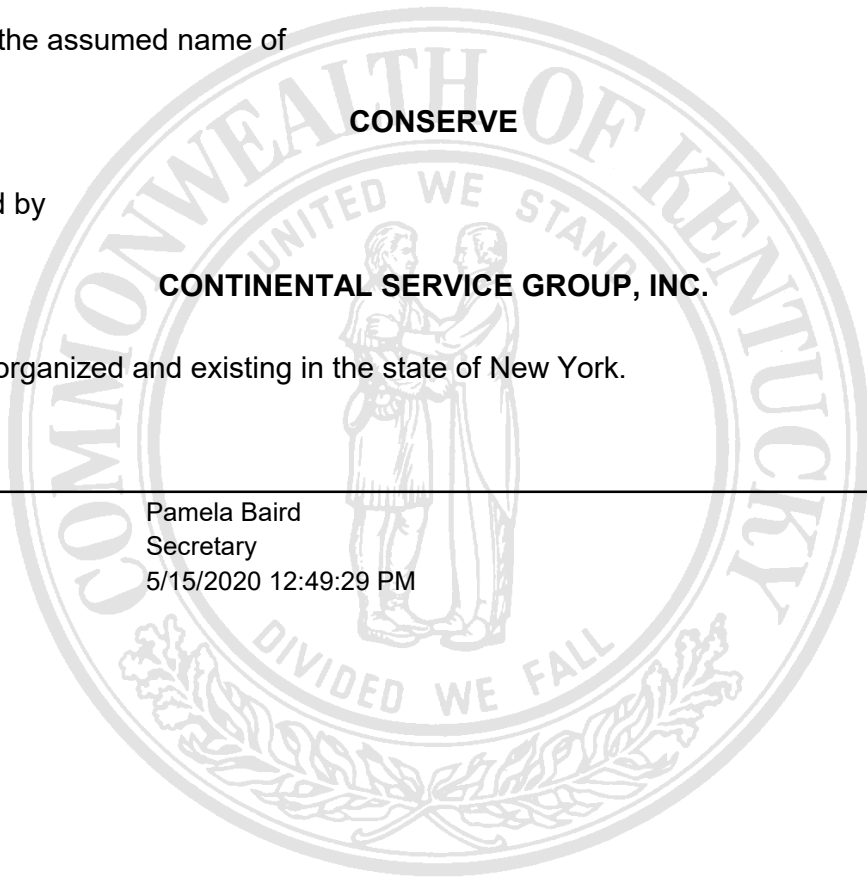 the assumed name of
CONSERVE
by
CONTINENTAL SERVICE GROUP, INC.
organized and existing in the state of New York.
Pamela Baird
Secretary
5/15/2020 12:49:29 PM
COMMONWEALTH OF KENTUCKY
UNITED WE STAND
DIVIDED WE FALL